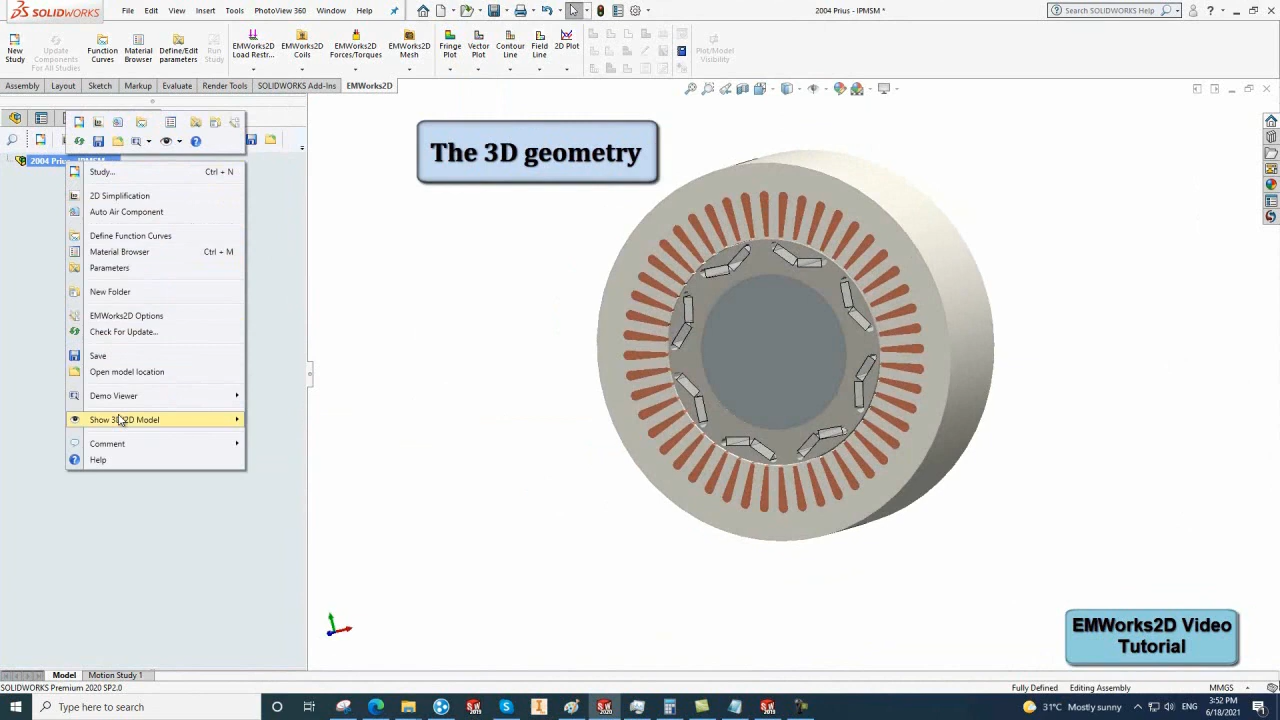 SOLIDWORKS
File
Edit
View
Insert
Tools
PhotoView 360
Window
Help
2004 Prius - IPMSM *
Search SOLIDWORKS Help
New
Study
Update
Components
For All Studies
Function
Curves
Material
Browser
Define/Edit
parameters
Run
Study
EMWorks2D
Load Restr...
EMWorks2D
Coils
EMWorks2D
Forces/Torques
EMWorks2D
Mesh
Fringe
Plot
Vector
Plot
Contour
Line
Field
Line
2D Plot
Plot/Model
Visibility
Assembly
Layout
Sketch
Markup
Evaluate
Render Tools
SOLIDWORKS Add-Ins
EMWorks2D
2004 Prius - IPMSM
Study... Ctrl + N
2D Simplification
Auto Air Component
Define Function Curves
Material Browser Ctrl + M
Parameters
New Folder
EMWorks2D Options
Check For Update...
Save
Open model location
Demo Viewer
Show 3D/2D Model
Comment
Help
The 3D geometry
EMWorks2D Video
Tutorial
Model
Motion Study 1
SOLIDWORKS Premium 2020 SP2.0
Fully Defined
Editing Assembly
MMGS
Type here to search
31°C Mostly sunny
3:52 PM
6/18/2021